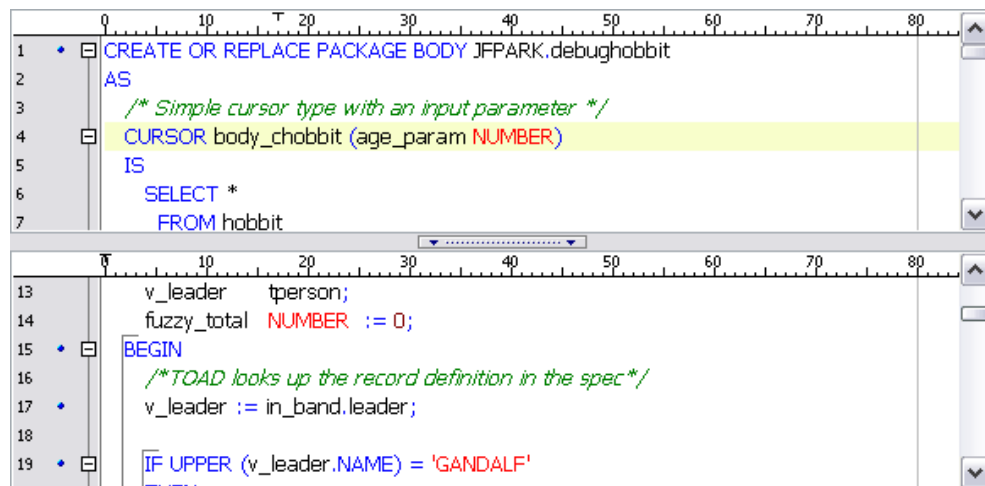 0 10 20 30 40 50 60 70 80
1 CREATE OR REPLACE PACKAGE BODY JFPARK.debughobbit
2 AS
3 /* Simple cursor type with an input parameter */
4 CURSOR body_chobbit (age_param NUMBER)
5 IS
6 SELECT *
7 FROM hobbit
0 10 20 30 40 50 60 70 80
13 v_leader tperson;
14 fuzzy_total NUMBER := 0;
15 BEGIN
16 /*TOAD looks up the record definition in the spec*/
17 v_leader := in_band.leader;
18
19 IF UPPER (v_leader.NAME) = 'GANDALF'